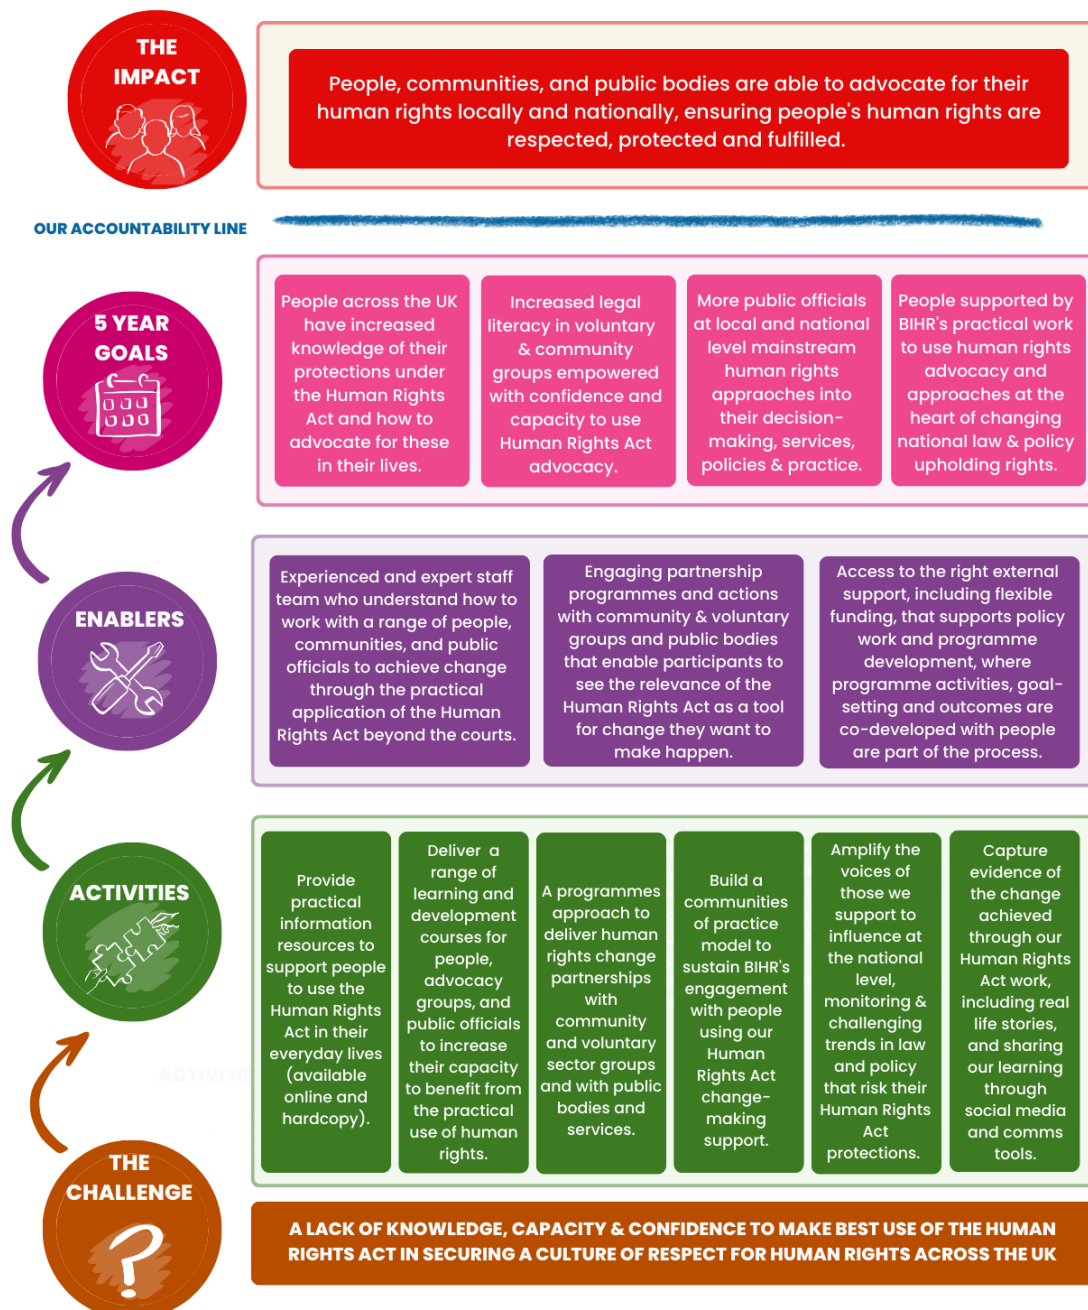 THE
IMPACT
People, communities, and public bodies are able to advocate for their
human rights locally and nationally, ensuring people's human rights are
respected, protected and fulfilled.
OUR ACCOUNTABILITY LINE
5 YEAR
GOALS
People across the UK
have increased
knowledge of their
protections under
the Human Rights
Act and how to
advocate for these
in their lives.
Increased legal
literacy in voluntary
& community
groups empowered
with confidence and
capacity to use
Human Rights Act
advocacy.
More public officials
at local and national
level mainstream
human rights
appraoches into
their decision-
making, services,
policies & practice.
People supported by
BIHR's practical work
to use human rights
advocacy and
approaches at the
heart of changing
national law & policy
upholding rights.
ENABLERS
Experienced and expert staff
team who understand how to
work with a range of people,
communities, and public
officials to achieve change
through the practical
application of the Human
Rights Act beyond the courts.
Engaging partnership
programmes and actions
with community & voluntary
groups and public bodies
that enable participants to
see the relevance of the
Human Rights Act as a tool
for change they want to
make happen.
Access to the right external
support, including flexible
funding, that supports policy
work and programme
development, where
programme activities, goal-
setting and outcomes are
co-developed with people
are part of the process.
ACTIVITIES
Provide
practical
information
resources to
support people
to use the
Human Rights
Act in their
everyday lives
(available
online and
hardcopy).
Deliver a
range of
learning and
development
courses for
people,
advocacy
groups, and
public officials
to increase
their capacity
to benefit from
the practical
use of human
rights.
A programmes
approach to
deliver human
rights change
partnerships
with
community
and voluntary
sector groups
and with public
bodies and
services.
Build a
communities
of practice
model to
sustain BIHR's
engagement
with people
using our
Human
Rights Act
change-
making
support.
Amplify the
voices of
those we
support to
influence at
the national
level,
monitoring &
challenging
trends in law
and policy
that risk their
Human Rights
Act
protections.
Capture
evidence of
the change
achieved
through our
Human Rights
Act work,
including real
life stories,
and sharing
our learning
through
social media
and comms
tools.
THE
CHALLENGE
A LACK OF KNOWLEDGE, CAPACITY & CONFIDENCE TO MAKE BEST USE OF THE HUMAN
RIGHTS ACT IN SECURING A CULTURE OF RESPECT FOR HUMAN RIGHTS ACROSS THE UK